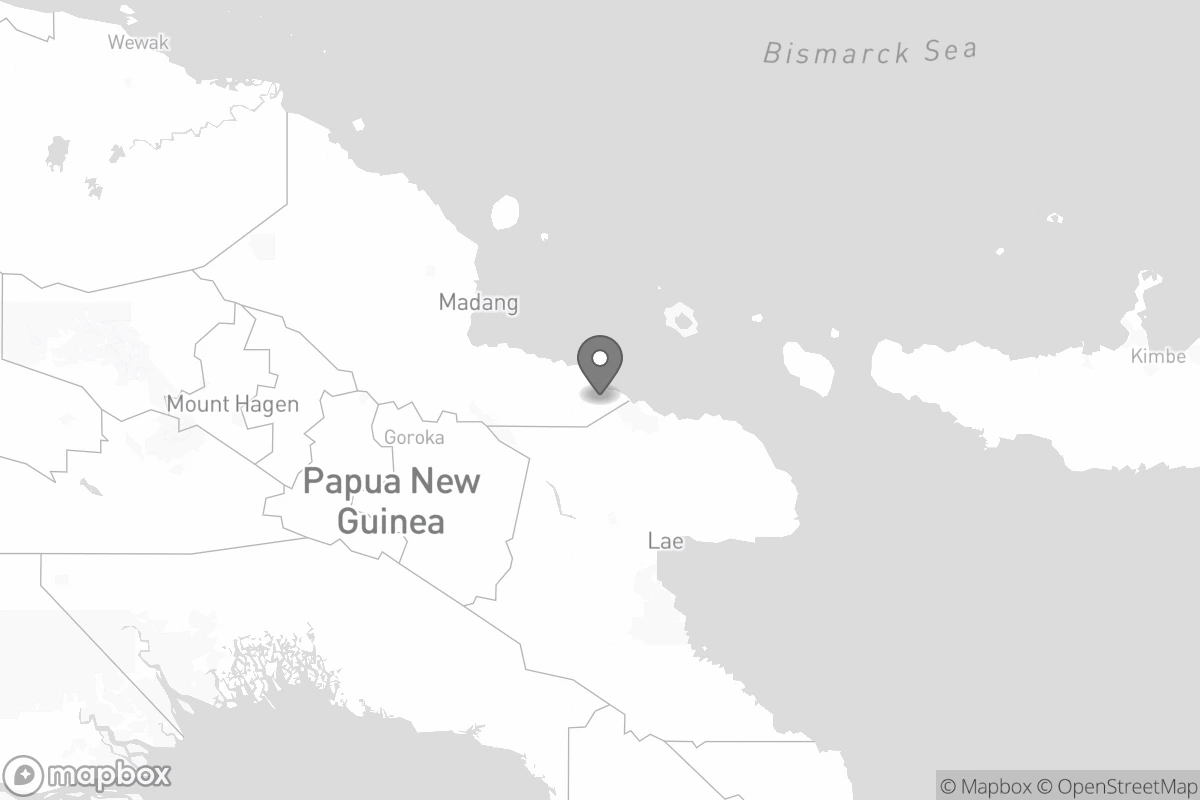 Wewak
Bismarck Sea
Madang
Kimbe
Mount Hagen
Goroka
Papua New
Guinea
Lae
mapbox
© Mapbox © OpenStreetMap